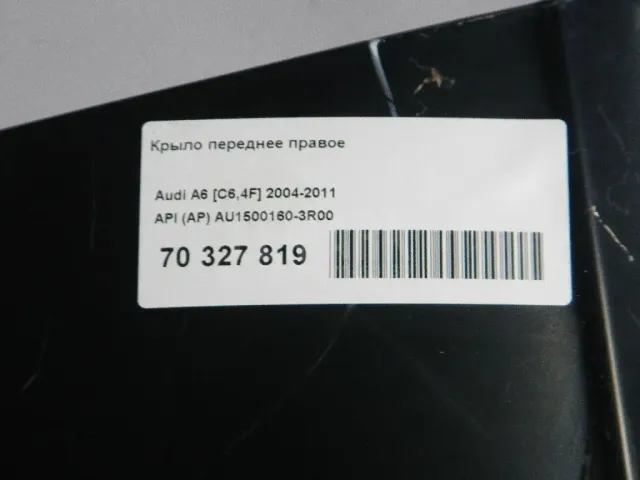 Крыло переднее правое
Audi A6 [C6,4F] 2004-2011
API (AP) AU1500160-3R00
70 327 819